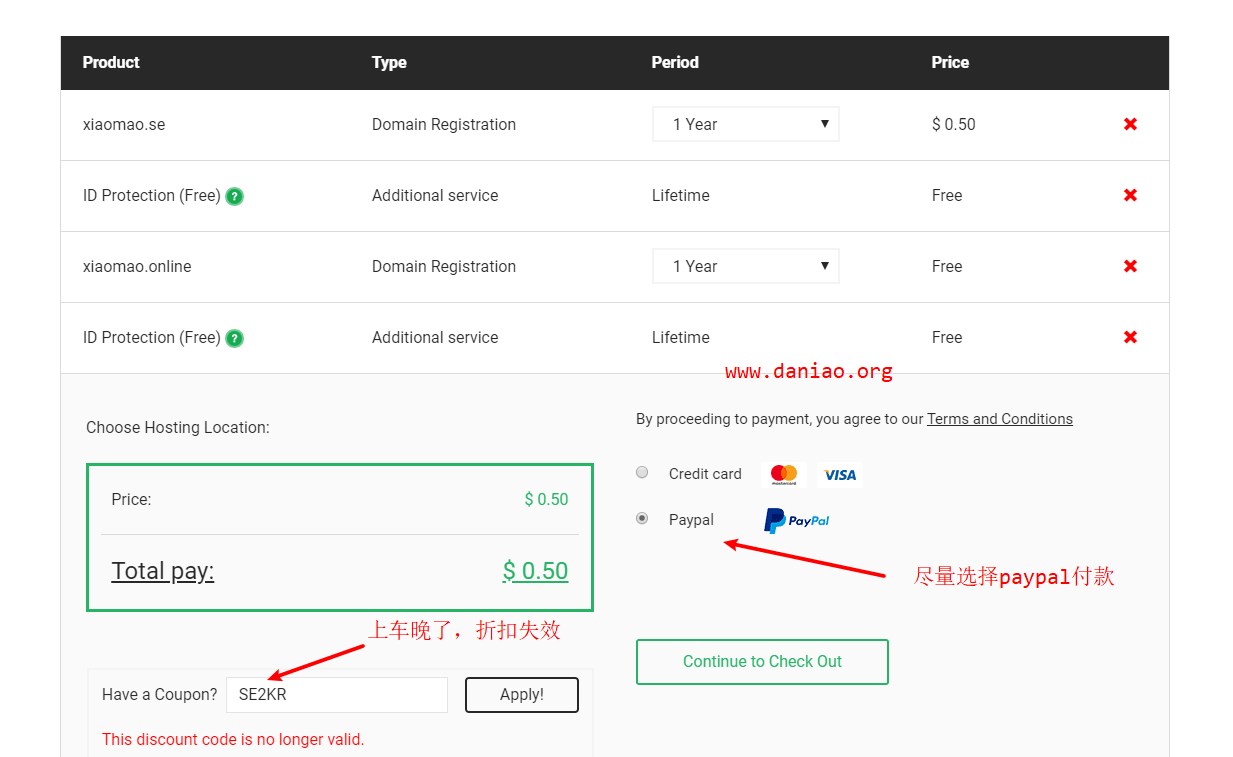 Product Type Period Price
xiaomao.se Domain Registration 1 Year $ 0.50
ID Protection (Free) ? Additional service Lifetime Free
xiaomao.online Domain Registration 1 Year Free
ID Protection (Free) ? Additional service Lifetime Free
www.daniao.org
Choose Hosting Location:
Price: $ 0.50
Total pay: $ 0.50
上车晚了，折扣失效
Have a Coupon? SE2KR Apply!
This discount code is no longer valid.
By proceeding to payment, you agree to our Terms and Conditions
Credit card mastercard VISA
Paypal PayPal
尽量选择paypal付款
Continue to Check Out